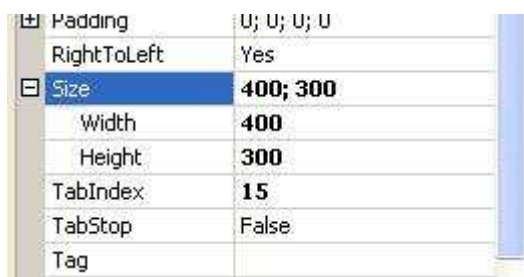 Padding 0; 0; 0; 0
RightToLeft Yes
Size 400; 300
Width 400
Height 300
TabIndex 15
TabStop False
Tag